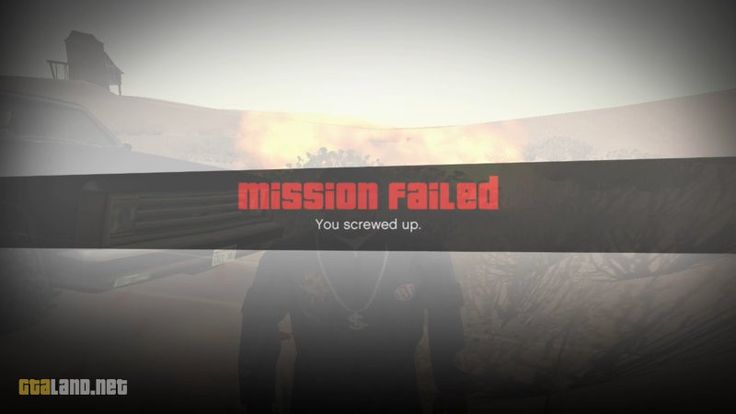 mission failed
You screwed up.
GTALAND.NET